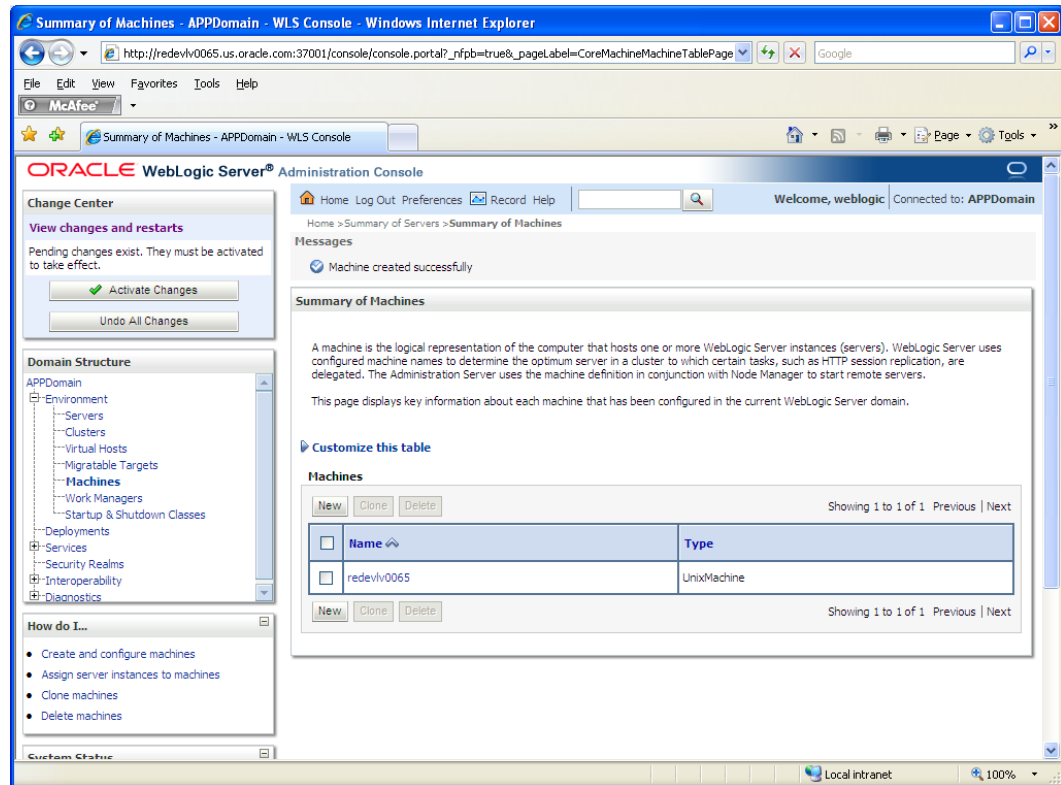 Summary of Machines - APPDomain - WLS Console - Windows Internet Explorer
http://redevlv0065.us.oracle.com:37001/console/console.portal?_nfpb=true&_pageLabel=CoreMachineMachineTablePage
Google
File Edit View Favorites Tools Help
McAfee
Summary of Machines - APPDomain - WLS Console
Page Tools
ORACLE WebLogic Server® Administration Console
Change Center
View changes and restarts
Pending changes exist. They must be activated
to take effect.
Activate Changes
Undo All Changes
Domain Structure
APPDomain
Environment
Servers
Clusters
Virtual Hosts
Migratable Targets
Machines
Work Managers
Startup & Shutdown Classes
Deployments
Services
Security Realms
Interoperability
Diagnostics
How do I...
Create and configure machines
Assign server instances to machines
Clone machines
Delete machines
System Status
Home Log Out Preferences Record Help
Welcome, weblogic Connected to: APPDomain
Home >Summary of Servers >Summary of Machines
Messages
Machine created successfully
Summary of Machines
A machine is the logical representation of the computer that hosts one or more WebLogic Server instances (servers). WebLogic Server uses
configured machine names to determine the optimum server in a cluster to which certain tasks, such as HTTP session replication, are
delegated. The Administration Server uses the machine definition in conjunction with Node Manager to start remote servers.
This page displays key information about each machine that has been configured in the current WebLogic Server domain.
Customize this table
Machines
New Clone Delete Showing 1 to 1 of 1 Previous | Next
Name Type
redevlv0065 UnixMachine
New Clone Delete Showing 1 to 1 of 1 Previous | Next
Local intranet 100%